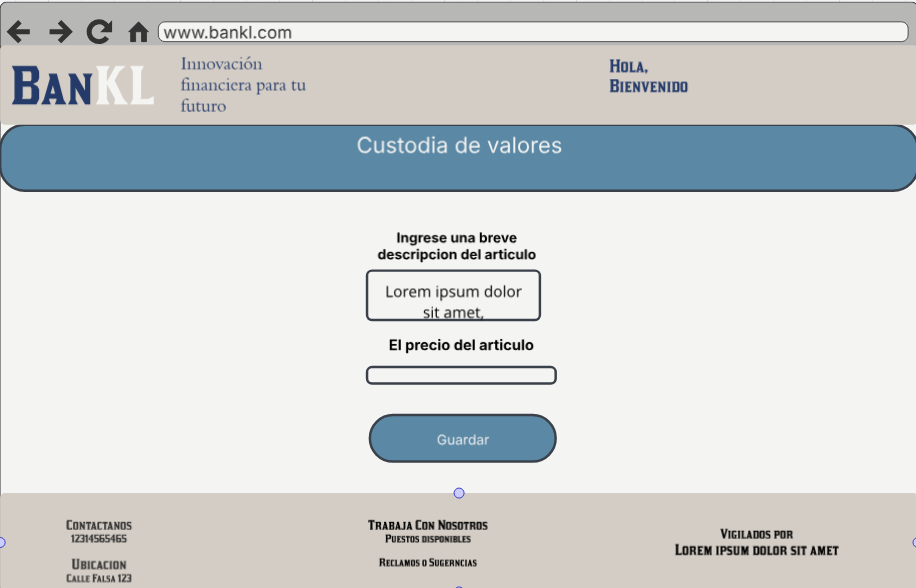 www.bankl.com
BanKL
Innovación
financiera para tu
futuro
Hola,
Bienvenido
Custodia de valores
Ingrese una breve
descripcion del articulo
Lorem ipsum dolor
sit amet,
El precio del articulo
Guardar
Contactanos
12314565465
Ubicacion
Calle Falsa 123
Trabaja Con Nosotros
Puestos disponibles
Reclamos o Sugerncias
Vigilados por
Lorem ipsum dolor sit amet